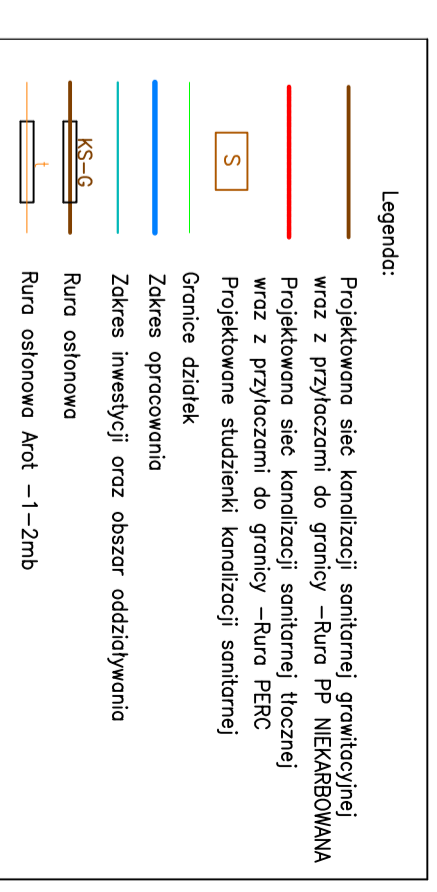 Legenda:
Projektowana sieć kanalizacji sanitarnej grawitacyjnej
wraz z przyłaczami do granicy –Rura PP NIEKARBOWANA
Projektowana sieć kanalizacji sanitarnej tłocznej
wraz z przyłaczami do granicy –Rura PERC
S
Projektowane studzienki kanalizacji sanitarnej
Granice działek
Zakres opracowania
Zakres inwestycji oraz obszar oddziaływania
KS–G
Rura osłonowa
t
Rura osłonowa Arot –1–2mb